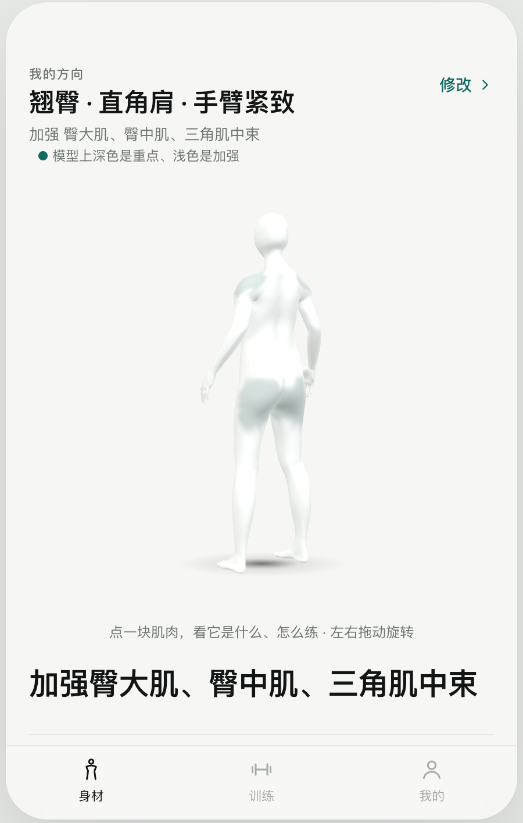 我的方向
翘臀 · 直角肩 · 手臂紧致
修改
加强 臀大肌、臀中肌、三角肌中束
模型上深色是重点、浅色是加强
点一块肌肉，看它是什么、怎么练 · 左右拖动旋转
加强臀大肌、臀中肌、三角肌中束
身材
训练
我的